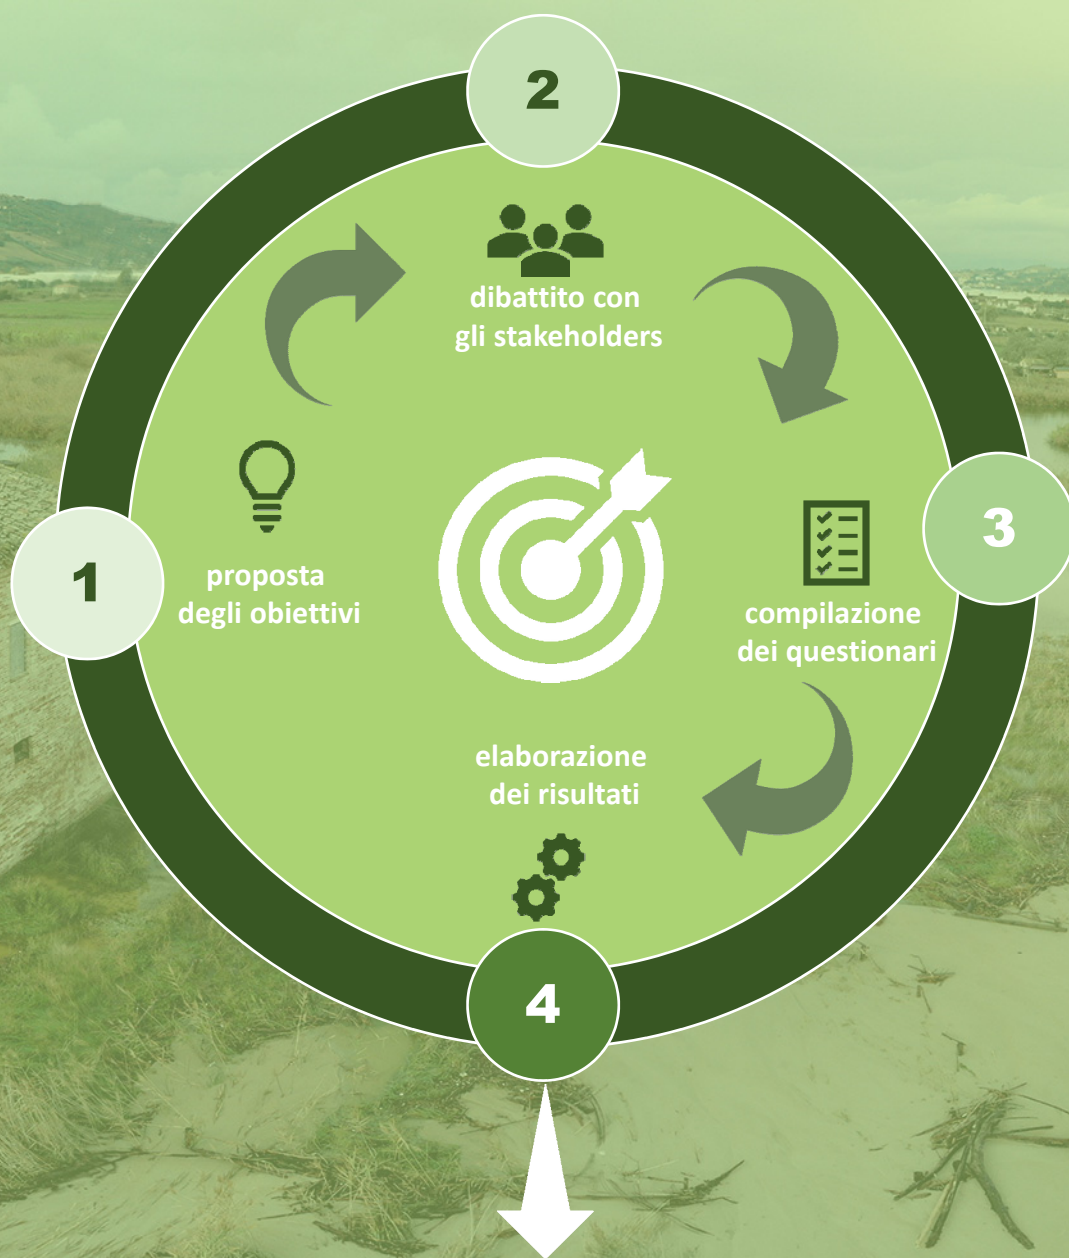 2
dibattito con
gli stakeholders
1
proposta
degli obiettivi
3
compilazione
dei questionari
elaborazione
dei risultati
4